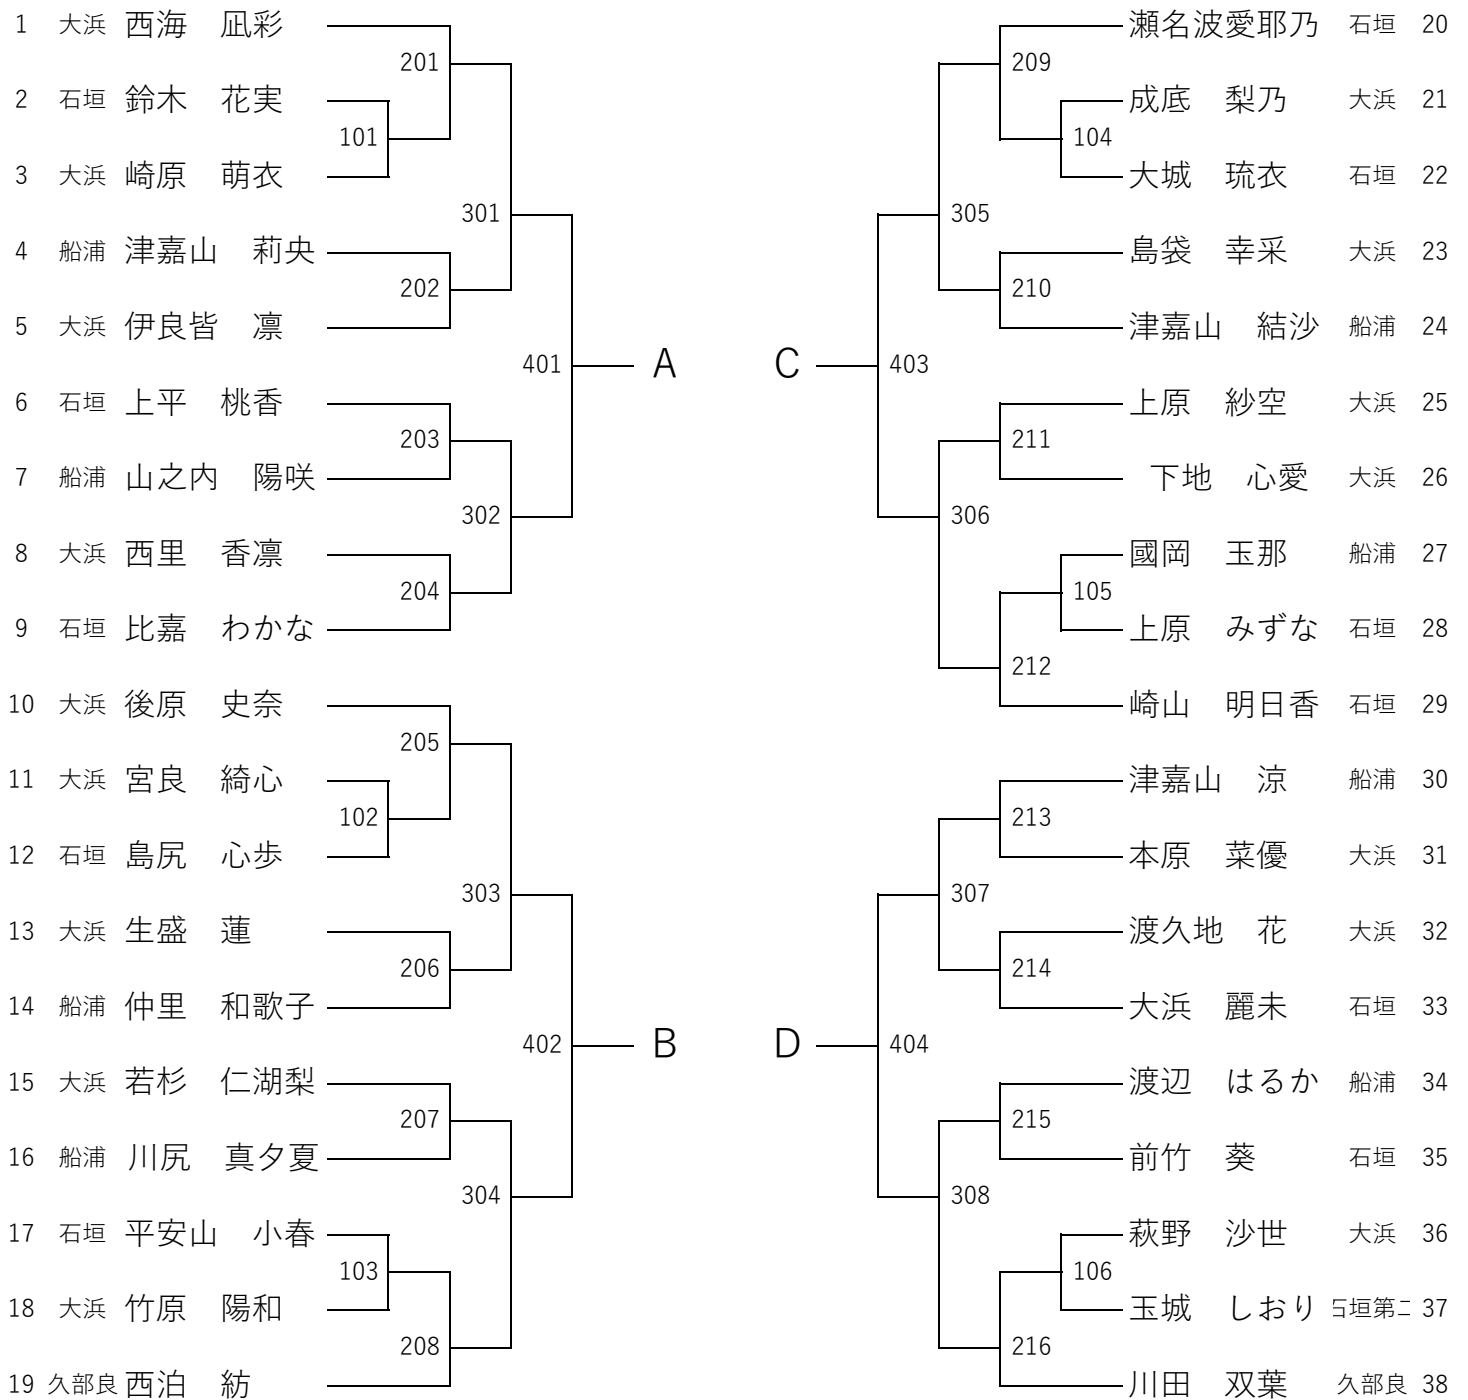 1 大浜 西海 凪彩
201
2 石垣 鈴木 花実
101
3 大浜 崎原 萌衣
301
4 船浦 津嘉山 莉央
202
5 大浜 伊良皆 凛
401 A
6 石垣 上平 桃香
203
7 船浦 山之内 陽咲
302
8 大浜 西里 香凛
204
9 石垣 比嘉 わかな
10 大浜 後原 史奈
205
11 大浜 宮良 綺心
102
12 石垣 島尻 心歩
303
13 大浜 生盛 蓮
206
14 船浦 仲里 和歌子
402 B
15 大浜 若杉 仁湖梨
207
16 船浦 川尻 真夕夏
304
17 石垣 平安山 小春
103
18 大浜 竹原 陽和
208
19 久部良 西泊 紡
瀬名波愛耶乃 石垣 20
209
成底 梨乃 大浜 21
104
大城 琉衣 石垣 22
305
島袋 幸采 大浜 23
210
津嘉山 結沙 船浦 24
C 403
上原 紗空 大浜 25
211
下地 心愛 大浜 26
306
國岡 玉那 船浦 27
105
上原 みずな 石垣 28
212
崎山 明日香 石垣 29
津嘉山 涼 船浦 30
213
本原 菜優 大浜 31
307
渡久地 花 大浜 32
214
大浜 麗未 石垣 33
D 404
渡辺 はるか 船浦 34
215
前竹 葵 石垣 35
308
萩野 沙世 大浜 36
106
玉城 しおり 石垣第二 37
216
川田 双葉 久部良 38